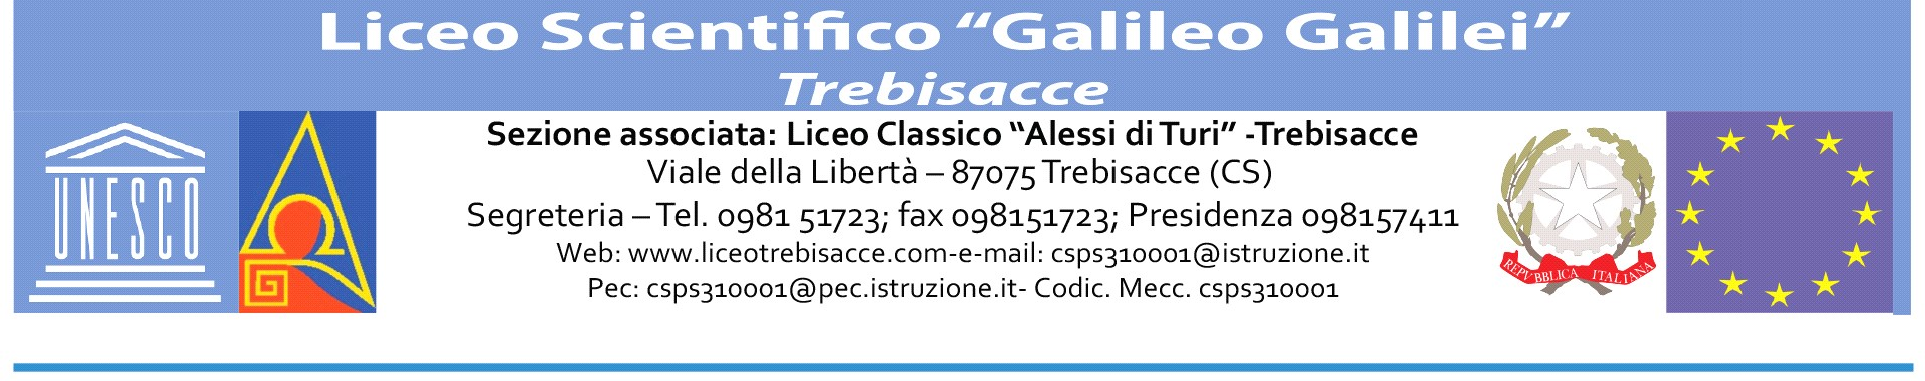 Liceo Scientifico “Galileo Galilei”
Trebisacce
Sezione associata: Liceo Classico “Alessi di Turi” -Trebisacce
Viale della Libertà – 87075 Trebisacce (CS)
Segreteria – Tel. 0981 51723; fax 098151723; Presidenza 098157411
Web: www.liceotrebisacce.com-e-mail: csps310001@istruzione.it
Pec: csps310001@pec.istruzione.it- Codic. Mecc. csps310001
UNESCO
REPVBBLICA ITALIANA